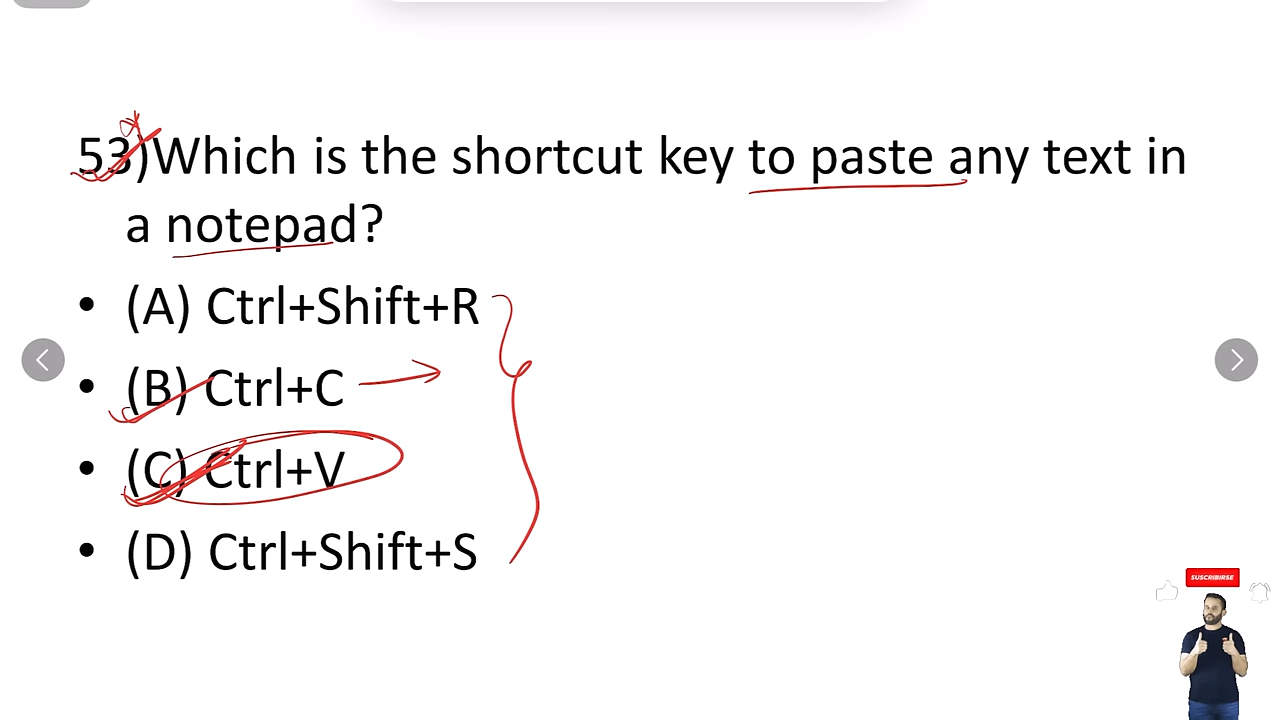 53)Which is the shortcut key to paste any text in
a notepad?
• (A) Ctrl+Shift+R
• (B) Ctrl+C
• (C) Ctrl+V
• (D) Ctrl+Shift+S
SUSCRIBIRSE